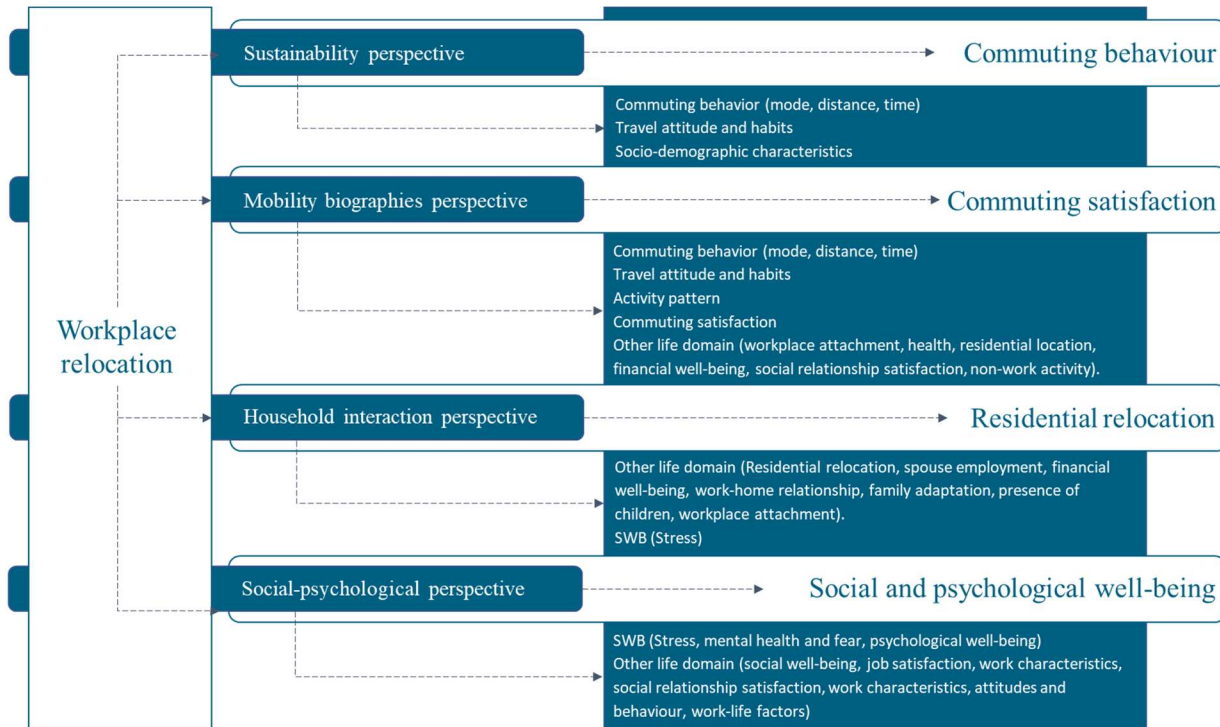 Workplace
relocation
Sustainability perspective
Commuting behaviour
Commuting behavior (mode, distance, time)
Travel attitude and habits
Socio-demographic characteristics
Mobility biographies perspective
Commuting satisfaction
Commuting behavior (mode, distance, time)
Travel attitude and habits
Activity pattern
Commuting satisfaction
Other life domain (workplace attachment, health, residential location,
financial well-being, social relationship satisfaction, non-work activity).
Household interaction perspective
Residential relocation
Other life domain (Residential relocation, spouse employment, financial
well-being, work-home relationship, family adaptation, presence of
children, workplace attachment).
SWB (Stress)
Social-psychological perspective
Social and psychological well-being
SWB (Stress, mental health and fear, psychological well-being)
Other life domain (social well-being, job satisfaction, work characteristics,
social relationship satisfaction, work characteristics, attitudes and
behaviour, work-life factors)